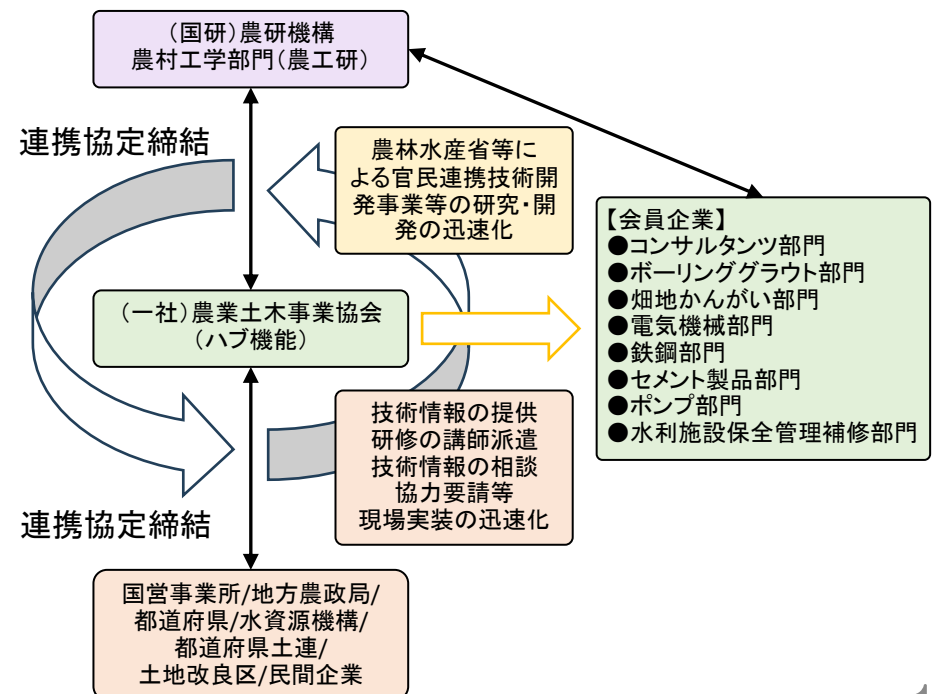 （国研）農研機構
農村工学部門（農工研）
連携協定締結
農林水産省等に
よる官民連携技術開
発事業等の研究・開
発の迅速化
【会員企業】
●コンサルタンツ部門
●ボーリンググラウト部門
●畑地かんがい部門
●電気機械部門
●鉄鋼部門
●セメント製品部門
●ポンプ部門
●水利施設保全管理補修部門
（一社）農業土木事業協会
（ハブ機能）
技術情報の提供
研修の講師派遣
技術情報の相談
協力要請等
現場実装の迅速化
連携協定締結
国営事業所/地方農政局/
都道府県/水資源機構/
都道府県土連/
土地改良区/民間企業